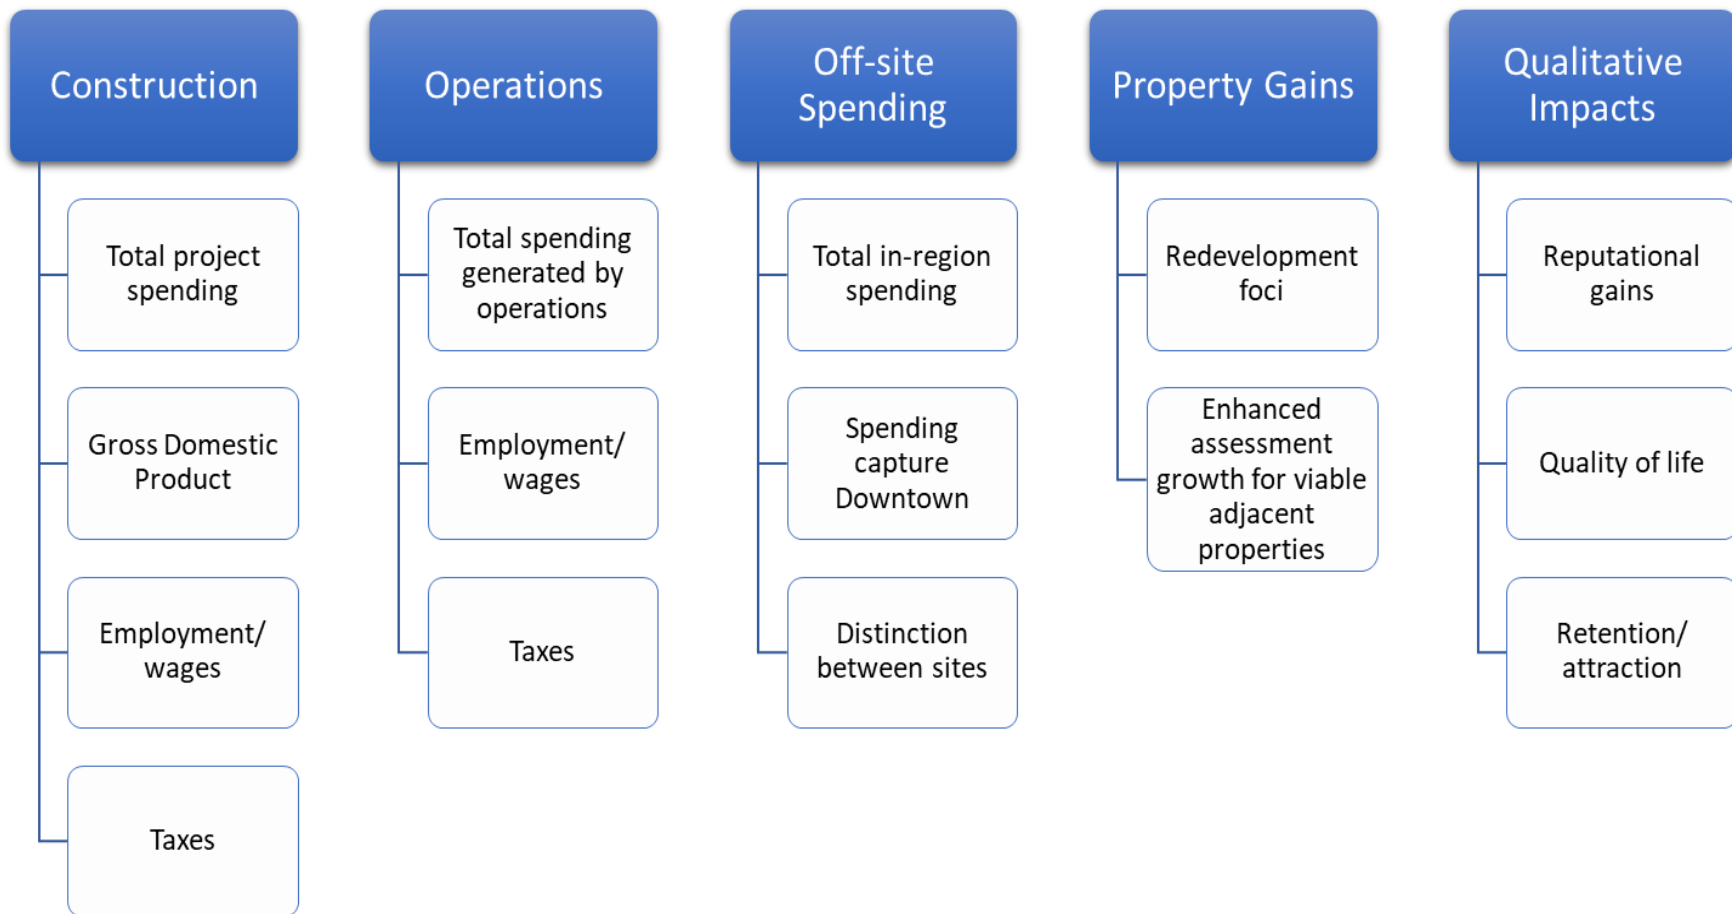 Construction
Total project
spending
Gross Domestic
Product
Employment/
wages
Taxes
Operations
Total spending
generated by
operations
Employment/
wages
Taxes
Off-site
Spending
Total in-region
spending
Spending
capture
Downtown
Distinction
between sites
Property Gains
Redevelopment
foci
Enhanced
assessment
growth for viable
adjacent
properties
Qualitative
Impacts
Reputational
gains
Quality of life
Retention/
attraction